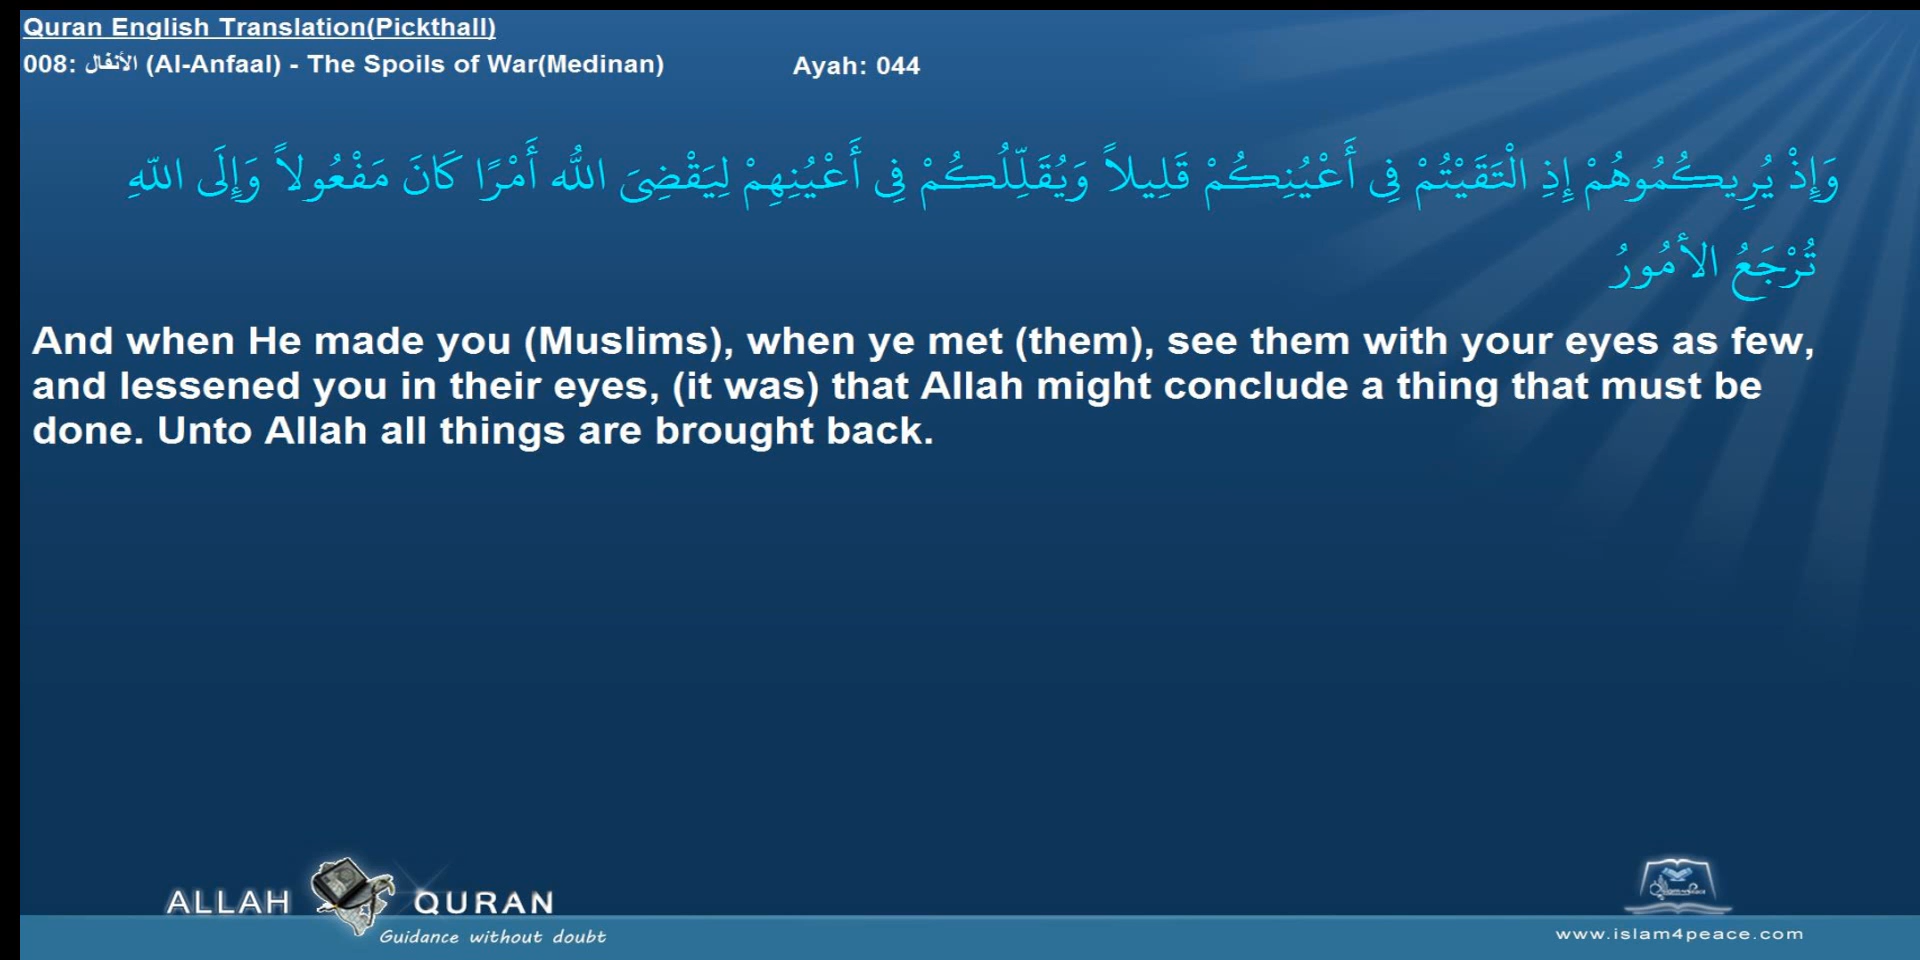 Quran English Translation(Pickthall)
008: الأنفال (Al-Anfaal) - The Spoils of War(Medinan) Ayah: 044
وَإِذْ يُرِيكُمُوهُمْ إِذِ الْتَقَيْتُمْ فِى أَعْيُنِكُمْ قَلِيلاً وَيُقَلِّلُكُمْ فِى أَعْيُنِهِمْ لِيَقْضِىَ اللَّه أَمْرًا كَانَ مَفْعُولاً وَإِلَى اللّهِ
تُرْجَعُ الأمُورُ
And when He made you (Muslims), when ye met (them), see them with your eyes as few,
and lessened you in their eyes, (it was) that Allah might conclude a thing that must be
done. Unto Allah all things are brought back.
ALLAH QURAN
Guidance without doubt
www.islam4peace.com